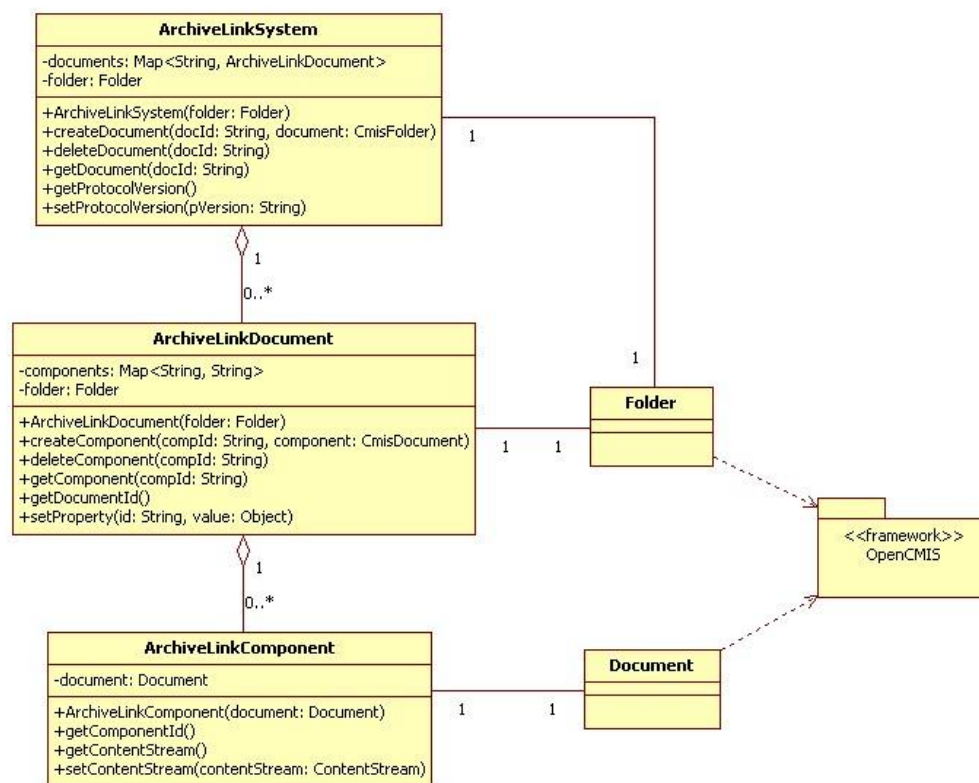 ArchiveLinkSystem
-documents: Map<String, ArchiveLinkDocument>
-folder: Folder
+ArchiveLinkSystem(folder: Folder)
+createDocument(docId: String, document: CmisFolder)
+deleteDocument(docId: String)
+getDocument(docId: String)
+getProtocolVersion()
+setProtocolVersion(pVersion: String)
1
1
0..*
1
ArchiveLinkDocument
-components: Map<String, String>
-folder: Folder
+ArchiveLinkDocument(folder: Folder)
+createComponent(compId: String, component: CmisDocument)
+deleteComponent(compId: String)
+getComponent(compId: String)
+getDocumentId()
+setProperty(id: String, value: Object)
1
1
Folder
<<framework>>
OpenCMIS
1
0..*
ArchiveLinkComponent
-document: Document
+ArchiveLinkComponent(document: Document)
+getComponentId()
+getContentStream()
+setContentStream(contentStream: ContentStream)
1
1
Document